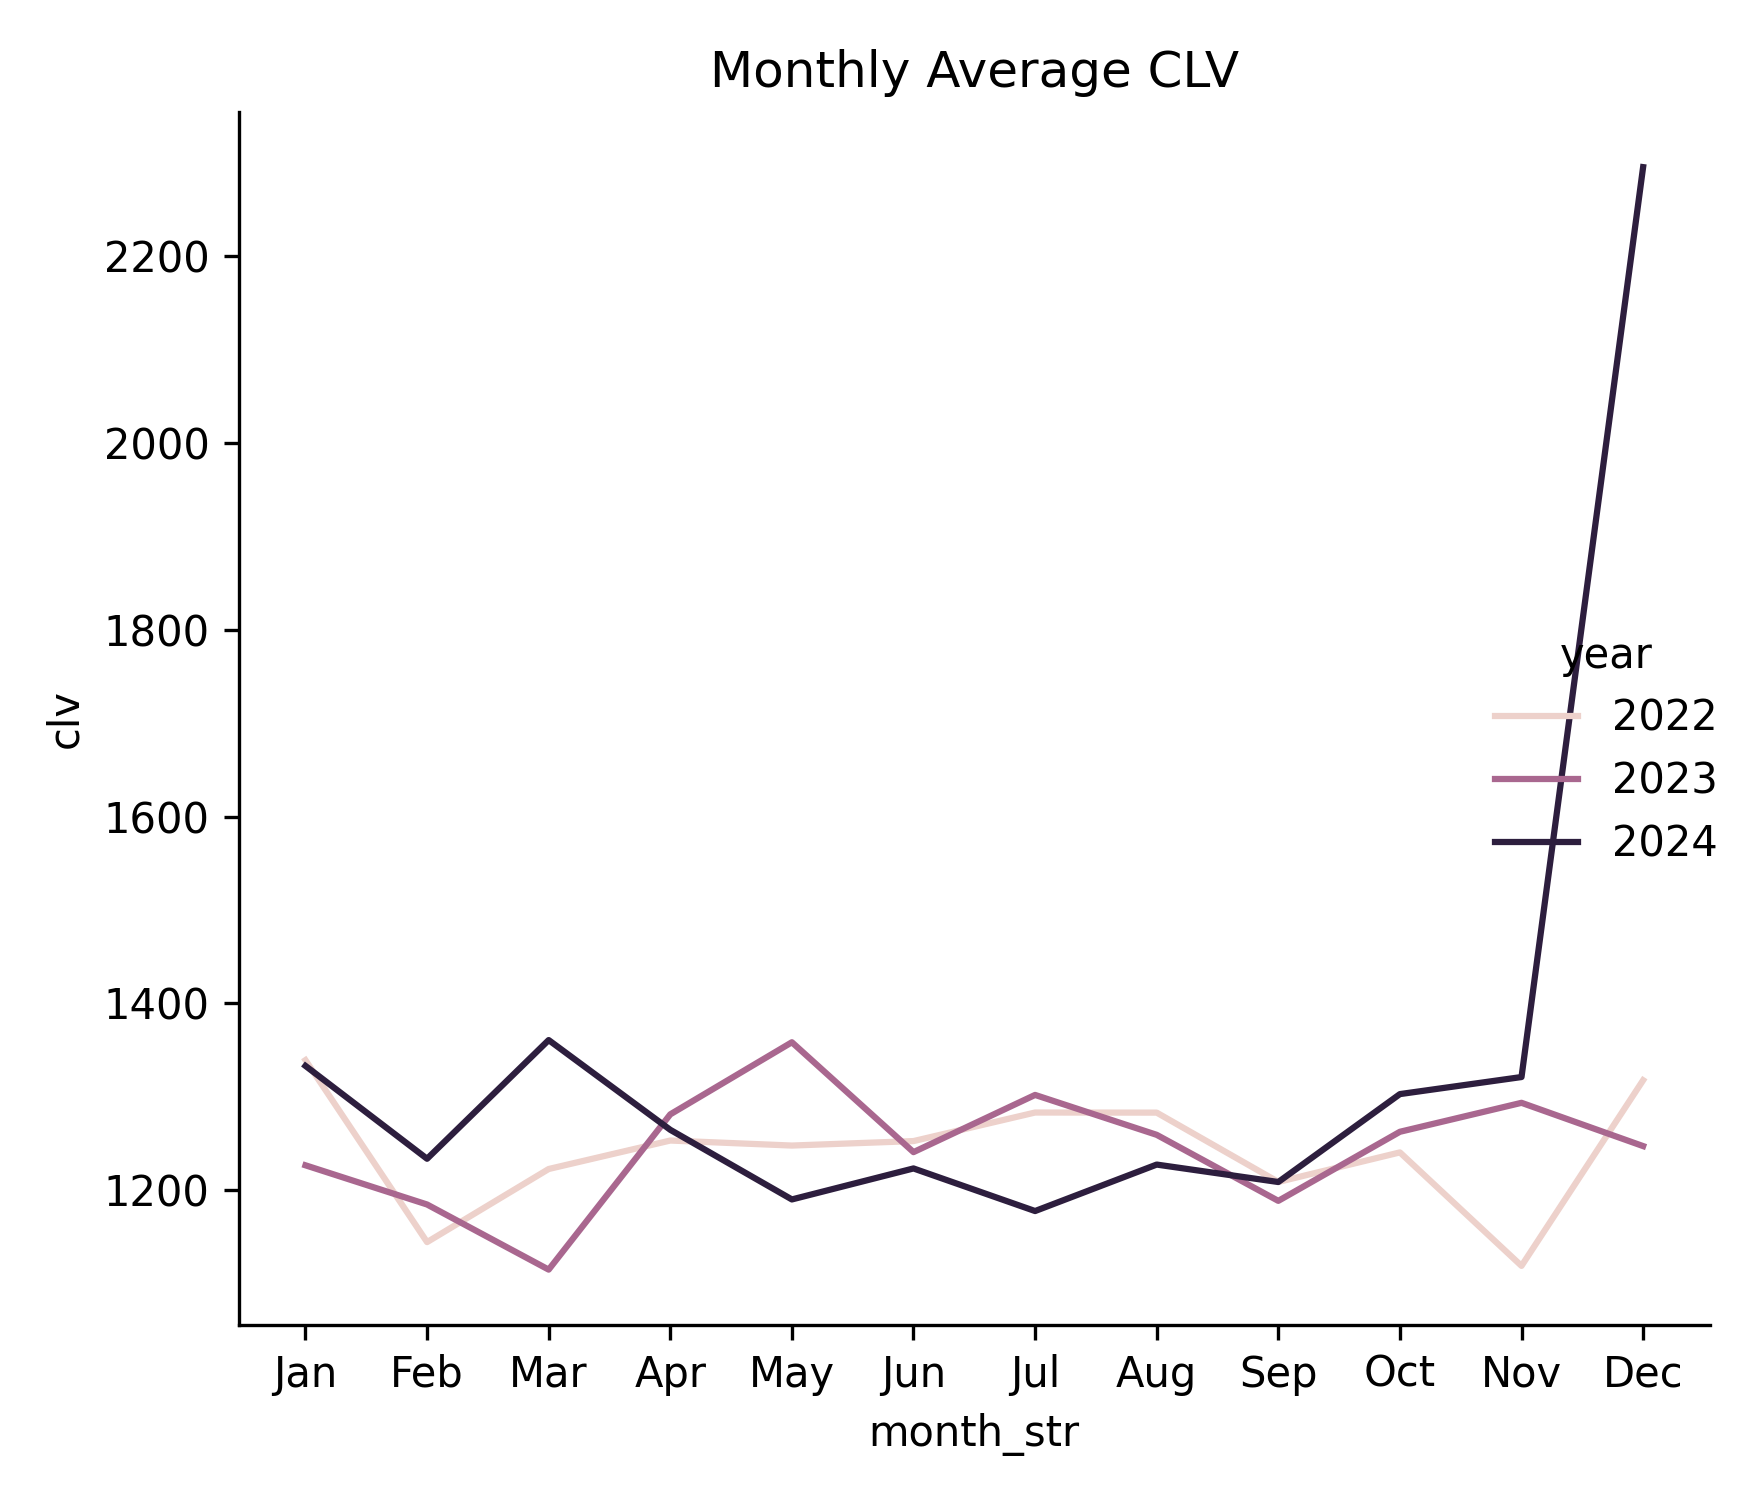 Monthly Average CLV
2200
2000
1800
1600
1400
1200
clv
year
2022
2023
2024
Jan Feb Mar Apr May Jun Jul Aug Sep Oct Nov Dec
month_str